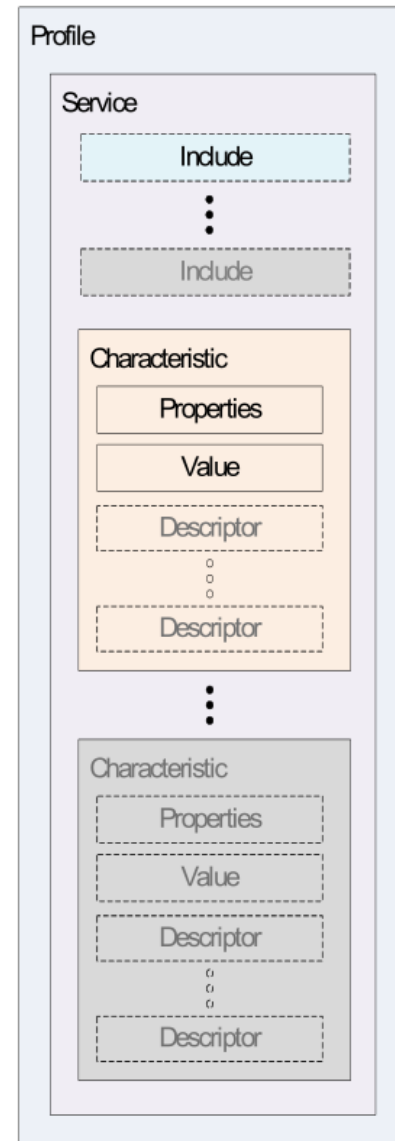 Profile
Service
Include
Include
Characteristic
Properties
Value
Descriptor
Descriptor
Characteristic
Properties
Value
Descriptor
Descriptor